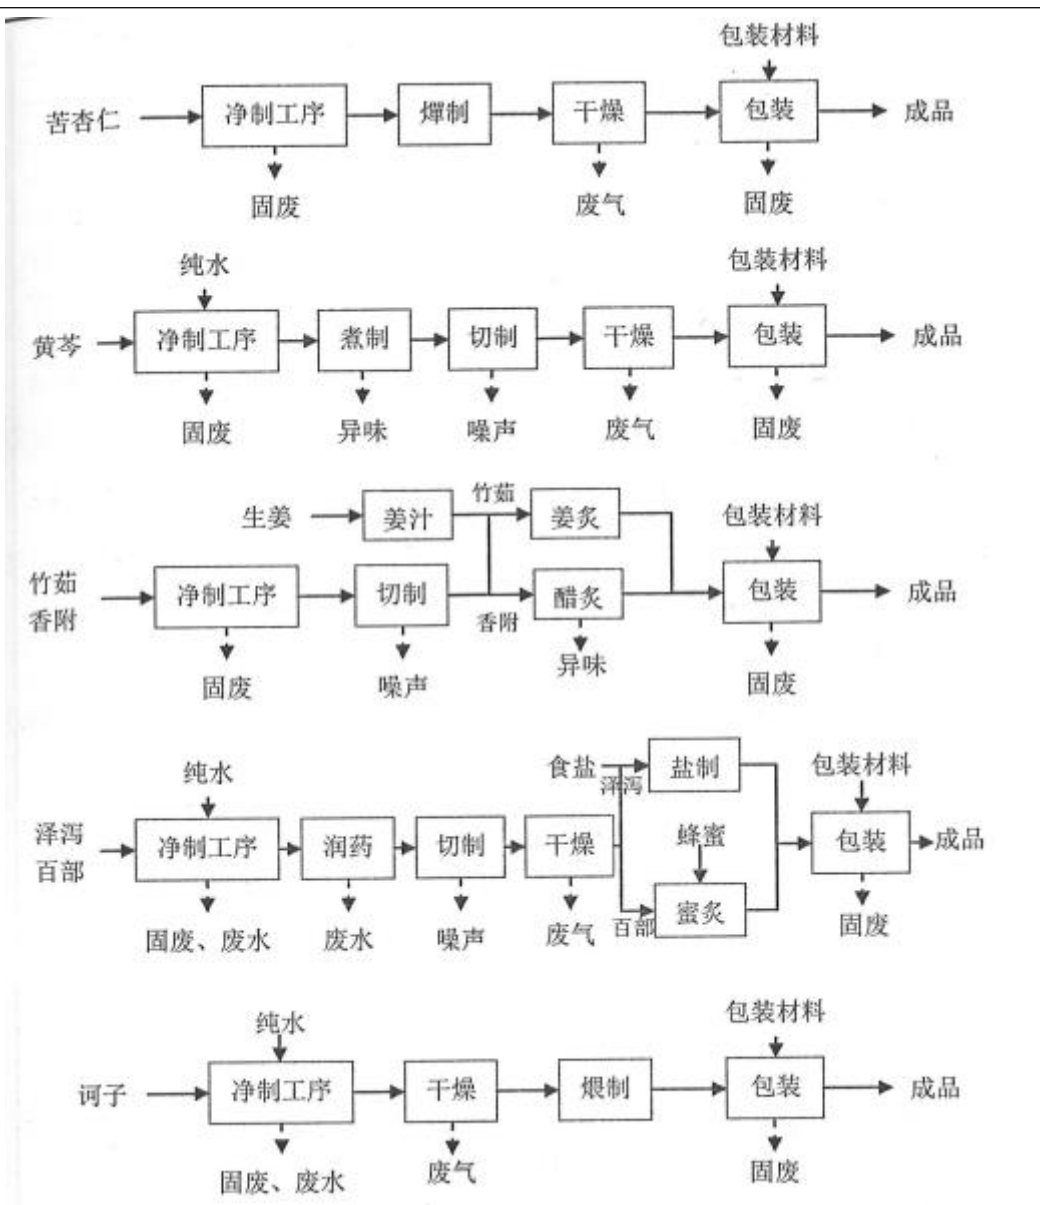 包装材料
苦杏仁 净制工序 燀制 干燥 包装 成品
固废 废气 固废
纯水 包装材料
黄芩 净制工序 煮制 切制 干燥 包装 成品
固废 异味 噪声 废气 固废
生姜 姜汁 竹茹 姜炙 包装材料
竹茹
香附 净制工序 切制 香附 醋炙 包装 成品
固废 噪声 异味 固废
纯水 食盐 泽泻 盐制 包装材料
泽泻
百部 净制工序 润药 切制 干燥 蜂蜜 包装 成品
百部 蜜炙
固废、废水 废水 噪声 废气 固废
纯水 包装材料
诃子 净制工序 干燥 煨制 包装 成品
固废、废水 废气 固废